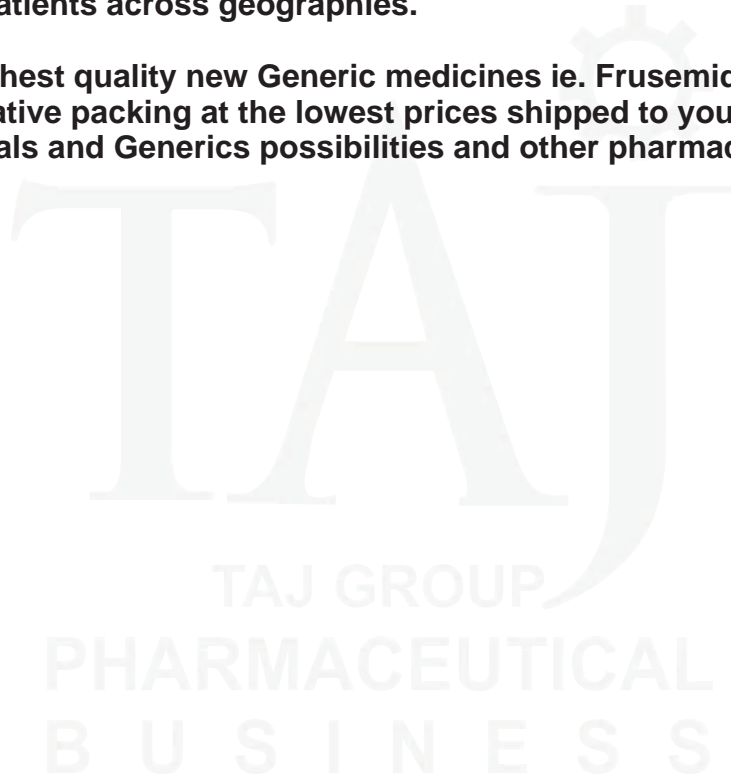 atients across geographies.
hest quality new Generic medicines ie. Frusemid
ative packing at the lowest prices shipped to you
als and Generics possibilities and other pharmac
TAJ
TAJ GROUP
PHARMACEUTICAL
BUSINESS